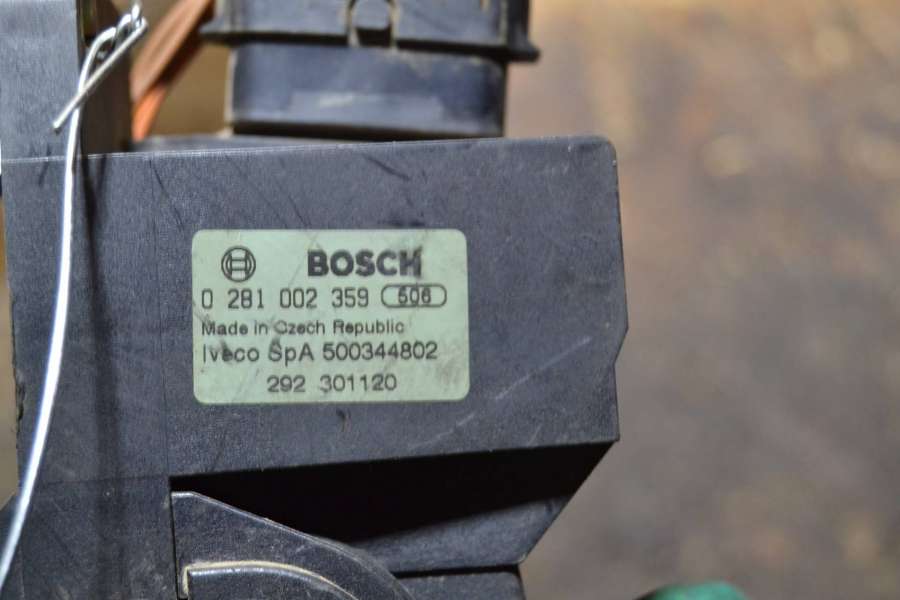 BOSCH
0 281 002 359 506
Made in Czech Republic
Iveco SpA 500344802
292 301120